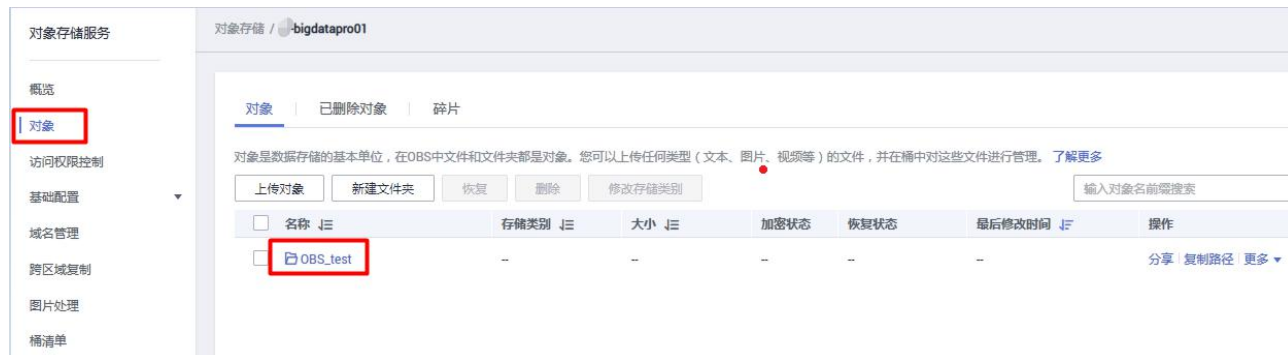 对象存储服务
对象存储 / -bigdatapro01
概览
对象
访问权限控制
基础配置
域名管理
跨区域复制
图片处理
桶清单
对象 已删除对象 碎片
对象是数据存储的基本单位，在OBS中文件和文件夹都是对象。您可以上传任何类型（文本、图片、视频等）的文件，并在桶中对这些文件进行管理。 了解更多
上传对象 新建文件夹 恢复 删除 修改存储类别 输入对象名前缀搜索
名称 存储类别 大小 加密状态 恢复状态 最后修改时间 操作
OBS_test -- -- -- -- -- 分享 复制路径 更多